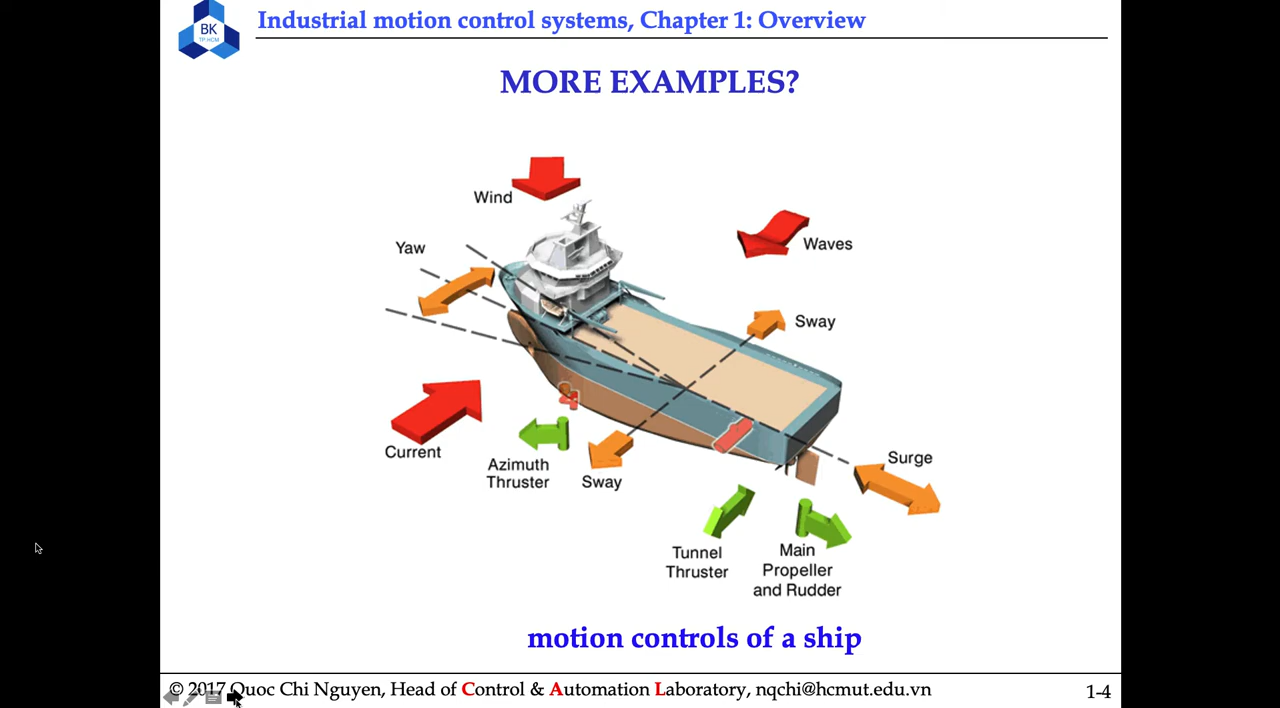 BK
TP.HCM
Industrial motion control systems, Chapter 1: Overview
MORE EXAMPLES?
Wind
Yaw
Waves
Sway
Current
Azimuth
Thruster
Sway
Surge
Tunnel
Thruster
Main
Propeller
and Rudder
motion controls of a ship
© 2017 Quoc Chi Nguyen, Head of Control & Automation Laboratory, nqchi@hcmut.edu.vn
1-4